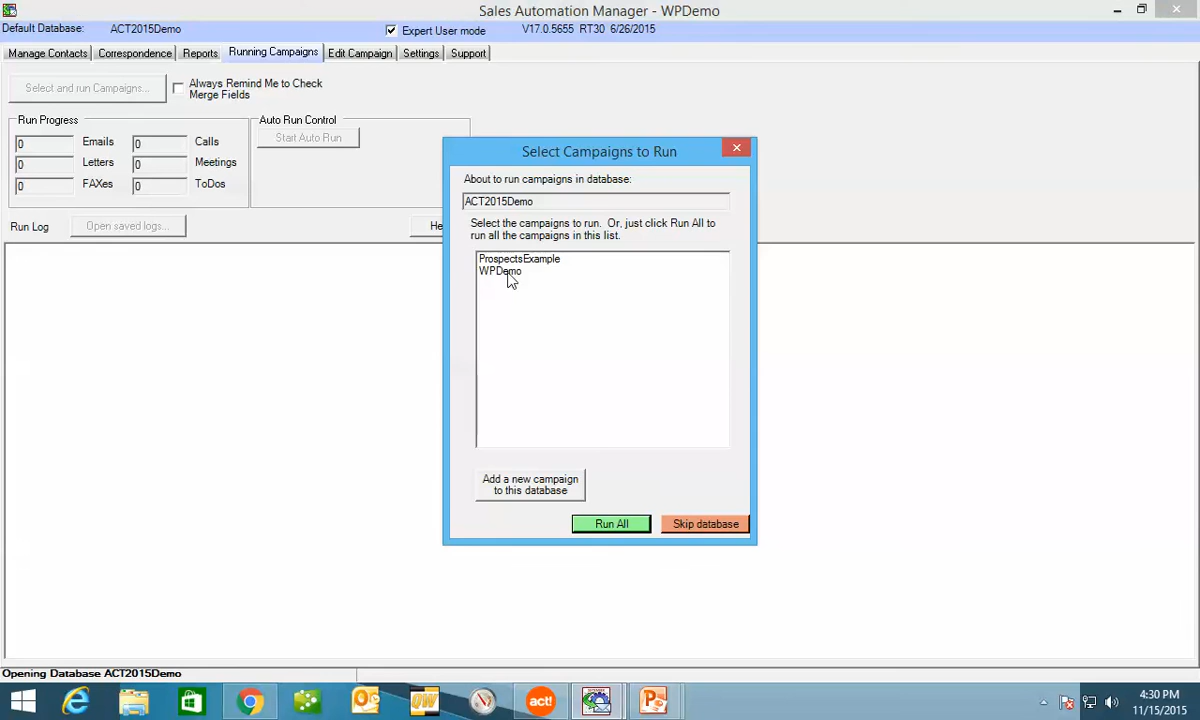 Sales Automation Manager - WPDemo
Default Database: ACT2015Demo Expert User mode V17.0.5655 RT30 6/26/2015
Manage Contacts Correspondence Reports Running Campaigns Edit Campaign Settings Support
Select and run Campaigns...
Always Remind Me to Check
Merge Fields
Run Progress
0 Emails 0 Calls
0 Letters 0 Meetings
0 FAXes 0 ToDos
Auto Run Control
Start Auto Run
Run Log Open saved logs... He
Select Campaigns to Run
About to run campaigns in database:
ACT2015Demo
Select the campaigns to run. Or, just click Run All to
run all the campaigns in this list.
ProspectsExample
WPDemo
Add a new campaign
to this database
Run All Skip database
Opening Database ACT2015Demo
act!
4:30 PM
11/15/2015